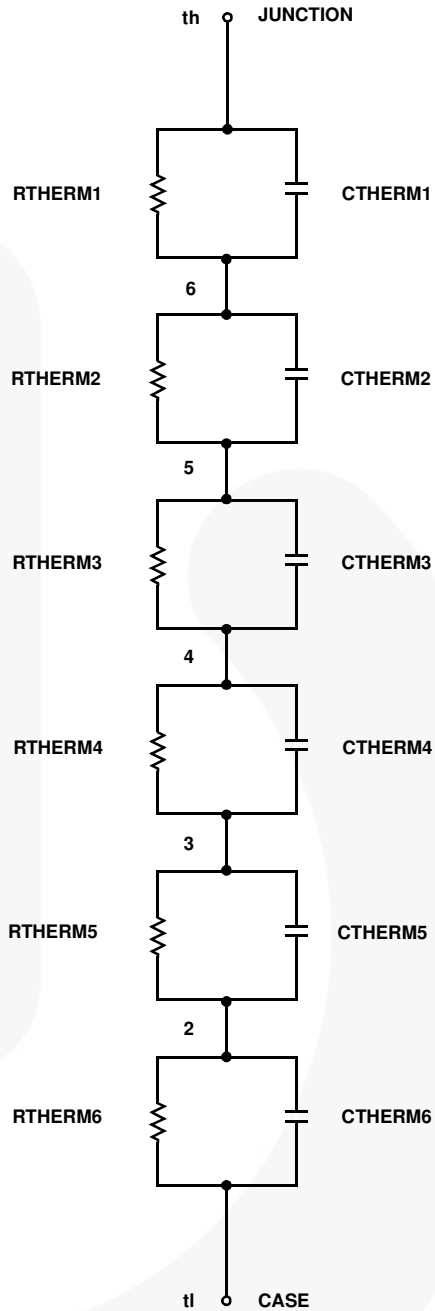 th JUNCTION
RTHERM1 CTHERM1
6
RTHERM2 CTHERM2
5
RTHERM3 CTHERM3
4
RTHERM4 CTHERM4
3
RTHERM5 CTHERM5
2
RTHERM6 CTHERM6
tl CASE